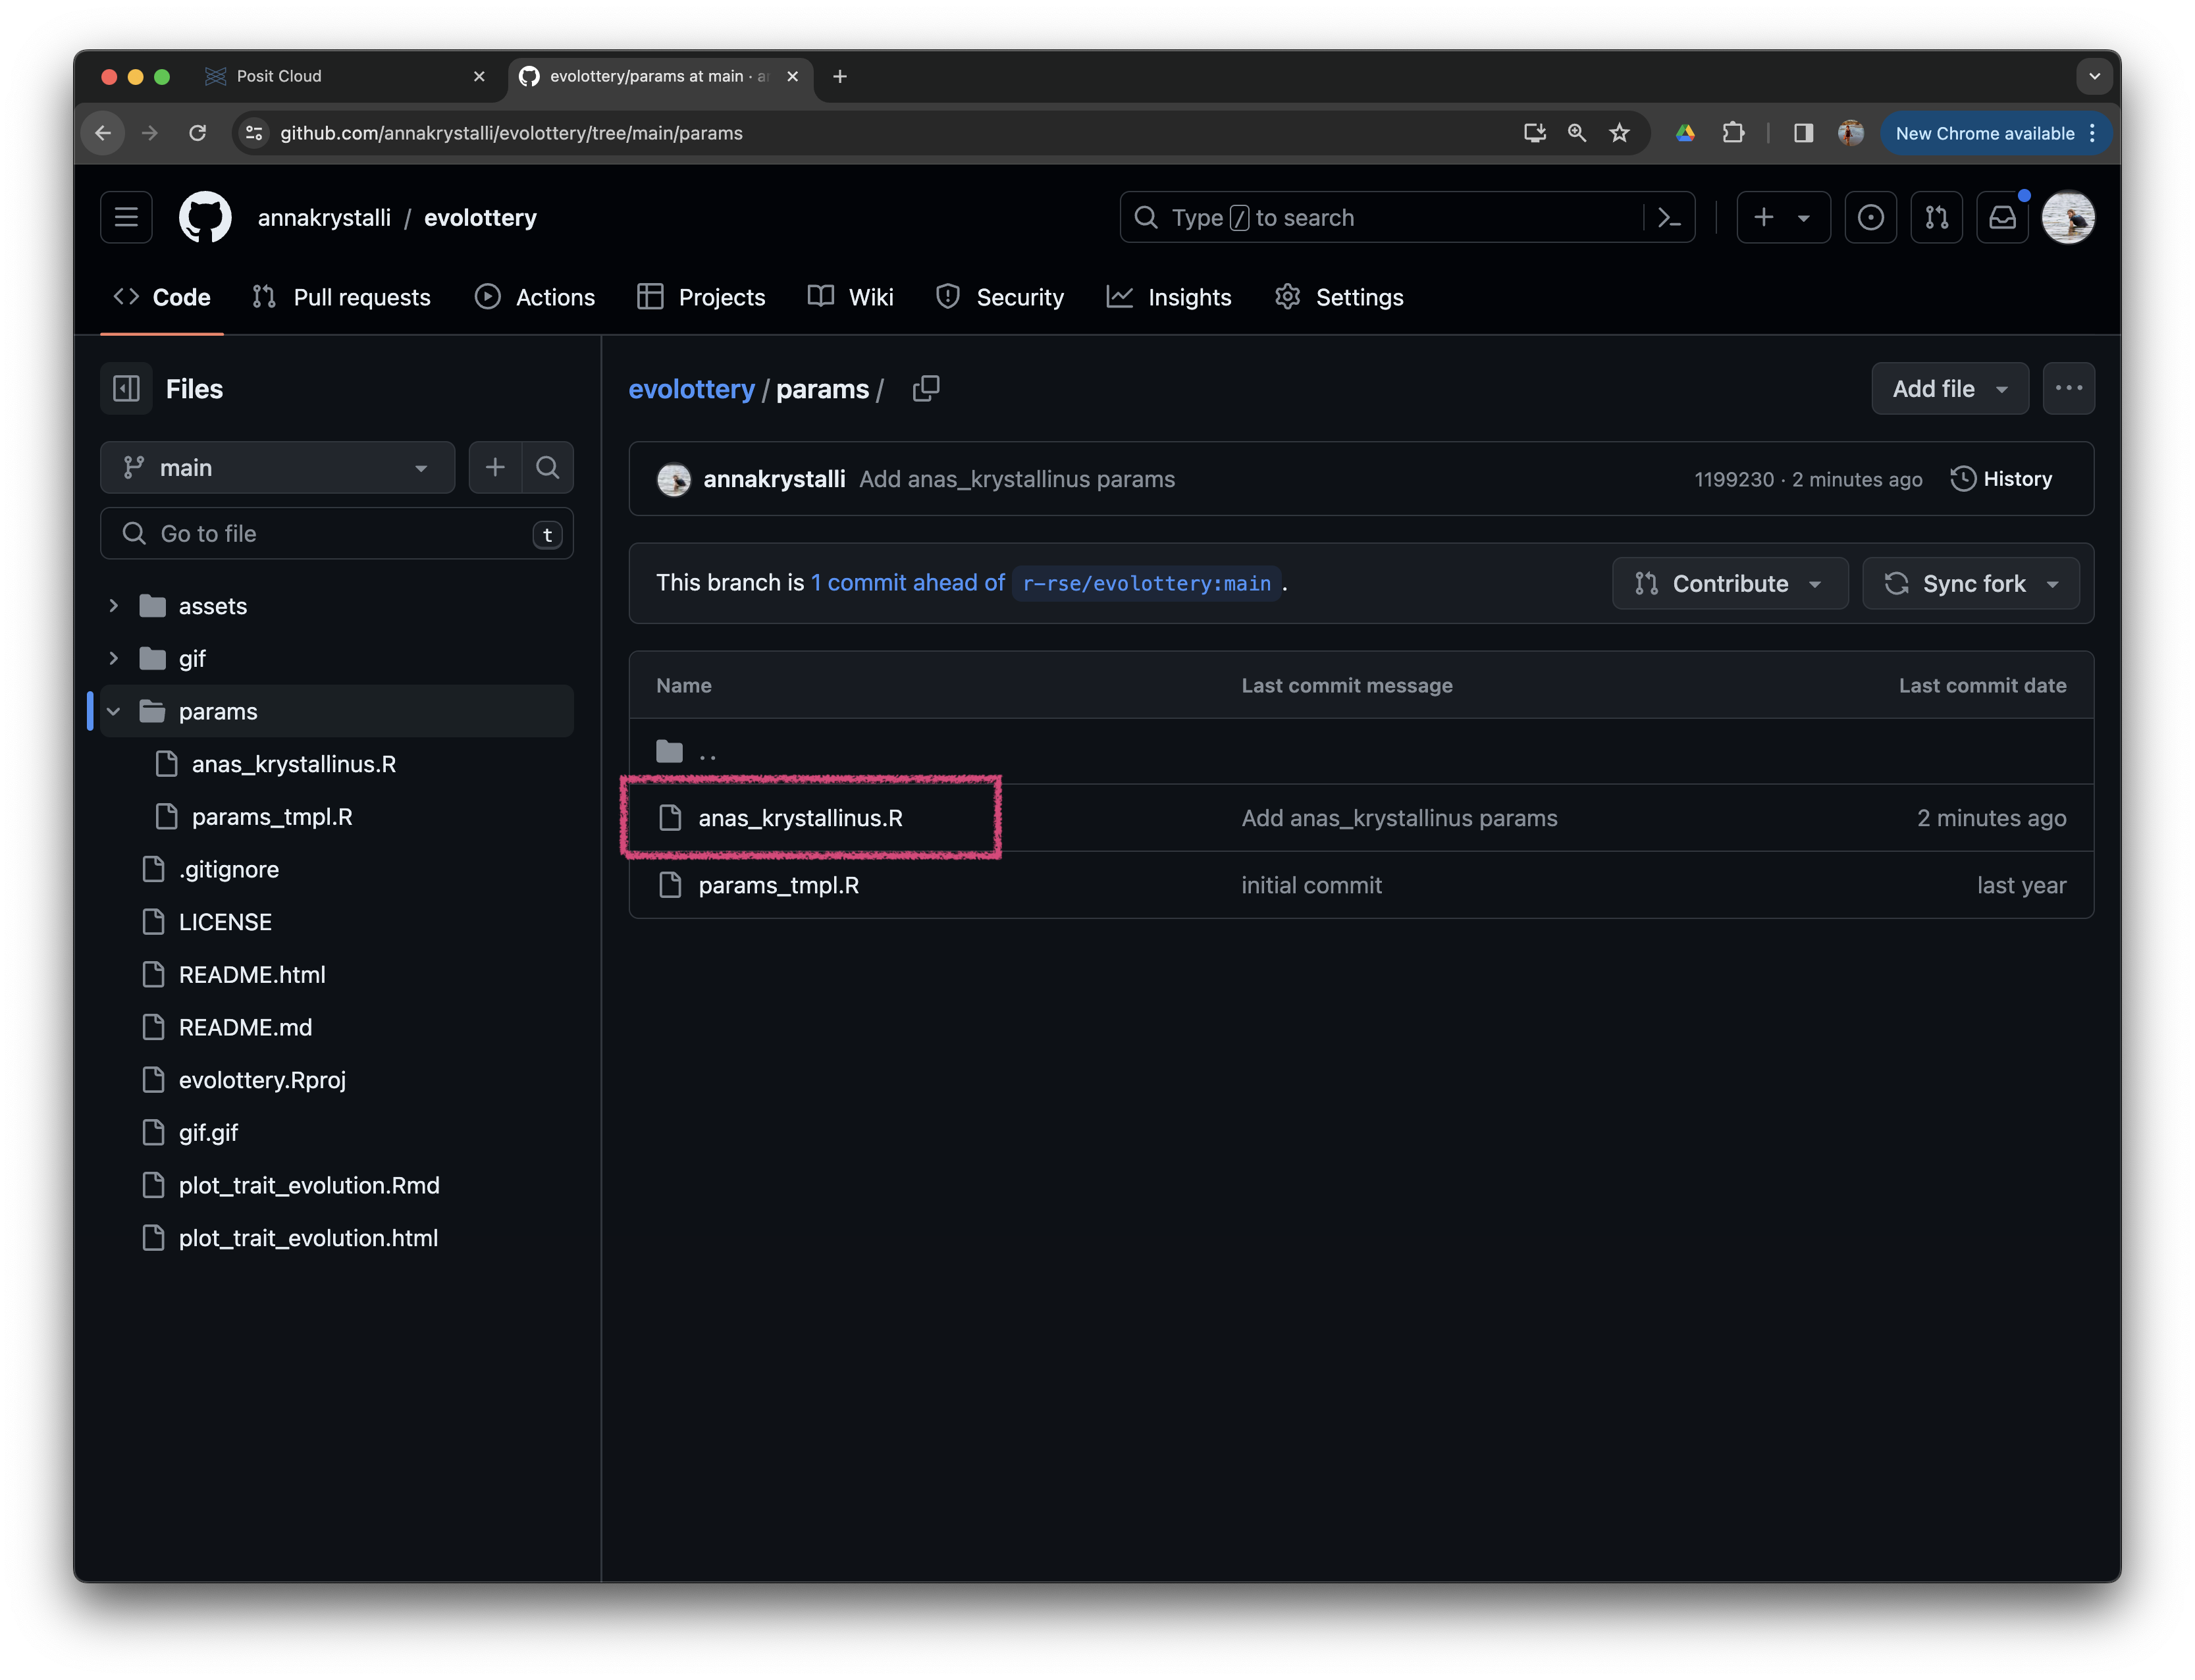 Posit Cloud
evolottery/params at main · a
github.com/annakrystalli/evolottery/tree/main/params
New Chrome available
annakrystalli / evolottery
Type / to search
Code
Pull requests
Actions
Projects
Wiki
Security
Insights
Settings
Files
main
Go to file
t
assets
gif
params
anas_krystallinus.R
params_tmpl.R
.gitignore
LICENSE
README.html
README.md
evolottery.Rproj
gif.gif
plot_trait_evolution.Rmd
plot_trait_evolution.html
evolottery / params /
Add file
annakrystalli Add anas_krystallinus params
1199230 · 2 minutes ago
History
This branch is 1 commit ahead of r-rse/evolottery:main .
Contribute
Sync fork
Name Last commit message Last commit date
..
anas_krystallinus.R Add anas_krystallinus params 2 minutes ago
params_tmpl.R initial commit last year